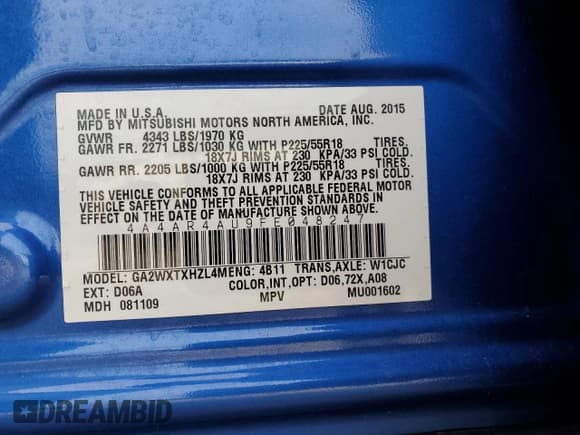 MADE IN U.S.A. DATE AUG. 2015
MFD BY MITSUBISHI MOTORS NORTH AMERICA, INC.
GVWR 4343 LBS/1970 KG
GAWR FR. 2271 LBS/1030 KG WITH P225/55R18 TIRES,
18X7J RIMS AT 230 KPA/33 PSI COLD.
GAWR RR. 2205 LBS/1000 KG WITH P225/55R18 TIRES,
18X7J RIMS AT 230 KPA/33 PSI COLD.
THIS VEHICLE CONFORMS TO ALL APPLICABLE FEDERAL MOTOR
VEHICLE SAFETY AND THEFT PREVENTION STANDARDS IN
EFFECT ON THE DATE OF MANUFACTURE SHOWN ABOVE.
4A4AR4AU9FE048247
MODEL: GA2WXTXHZL4MENG: 4B11 TRANS,AXLE: W1CJC
EXT: D06A COLOR,INT,OPT: D06,72X,A08
MDH 081109 MPV MU001602
DREAMBID